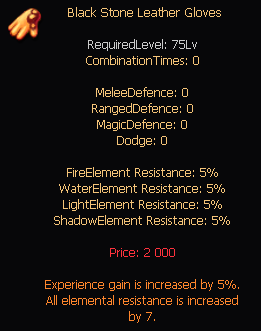 Black Stone Leather Gloves
RequiredLevel: 75Lv
CombinationTimes: 0
MeleeDefence: 0
RangedDefence: 0
MagicDefence: 0
Dodge: 0
FireElement Resistance: 5%
WaterElement Resistance: 5%
LightElement Resistance: 5%
ShadowElement Resistance: 5%
Price: 2 000
Experience gain is increased by 5%.
All elemental resistance is increased
by 7.